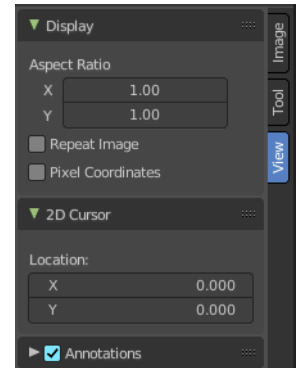 Display
Aspect Ratio
X 1.00
Y 1.00
Repeat Image
Pixel Coordinates
2D Cursor
Location:
X 0.000
Y 0.000
Annotations
Image
Tool
View